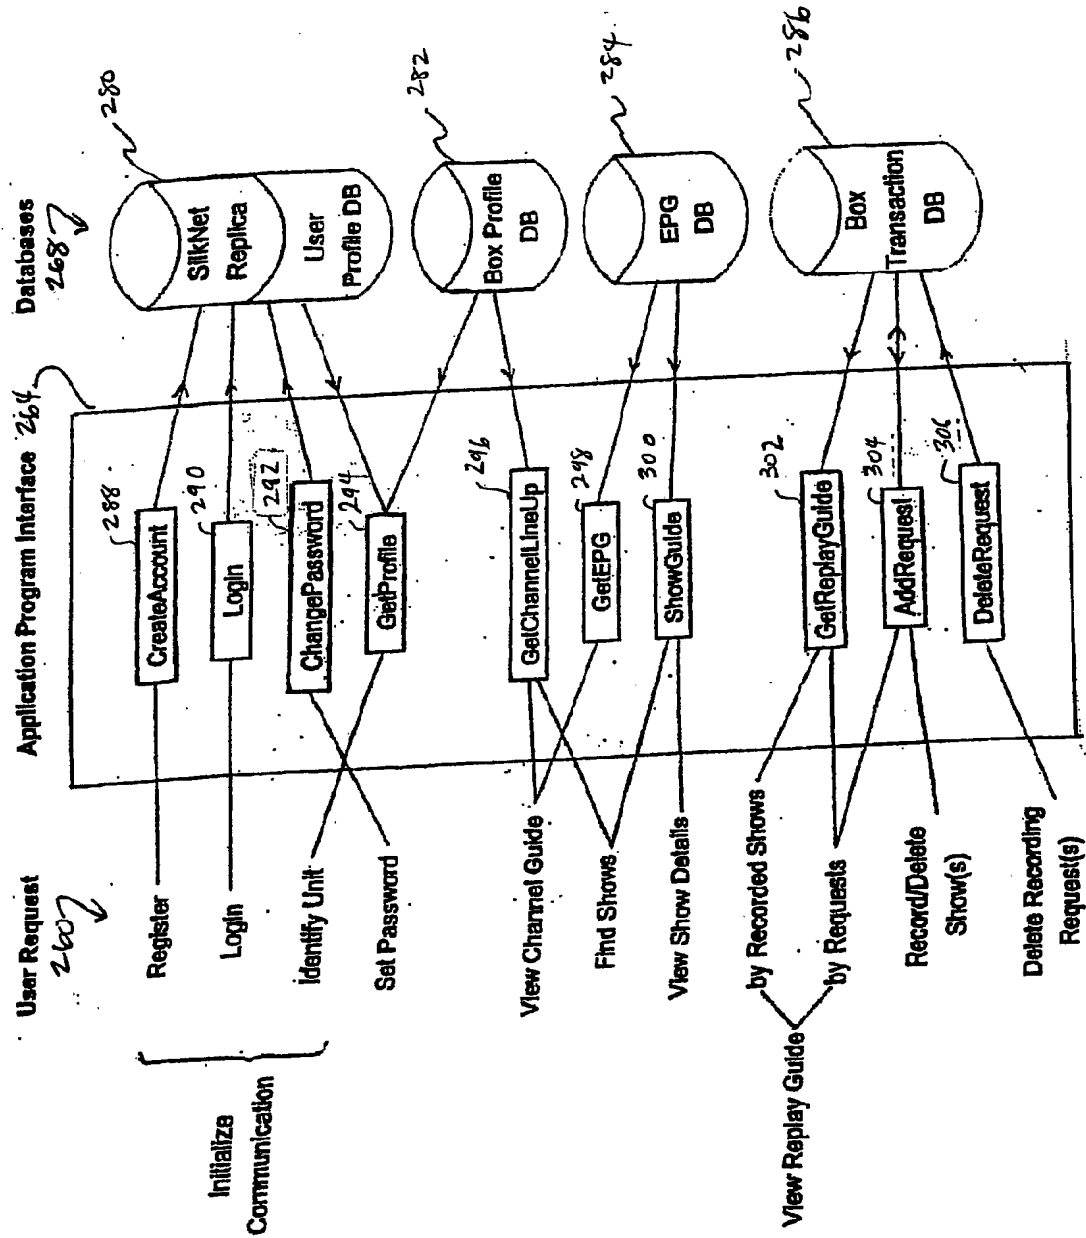 User Request
260
Application Program Interface 264
Databases
268
Initialize
Communication
Register
Login
Identify Unit
Set Password
View Channel Guide
Find Shows
View Show Details
View Replay Guide
by Recorded Shows
by Requests
Record/Delete
Show(s)
Delete Recording
Request(s)
288
CreateAccount
290
Login
292
ChangePassword
294
GetProfile
296
GetChannelLineUp
298
GetEPG
300
ShowGuide
302
GetReplayGuide
304
AddRequest
306
DeleteRequest
280
SilkNet
Replica
User
Profile DB
282
Box Profile
DB
284
EPG
DB
286
Box
Transaction
DB